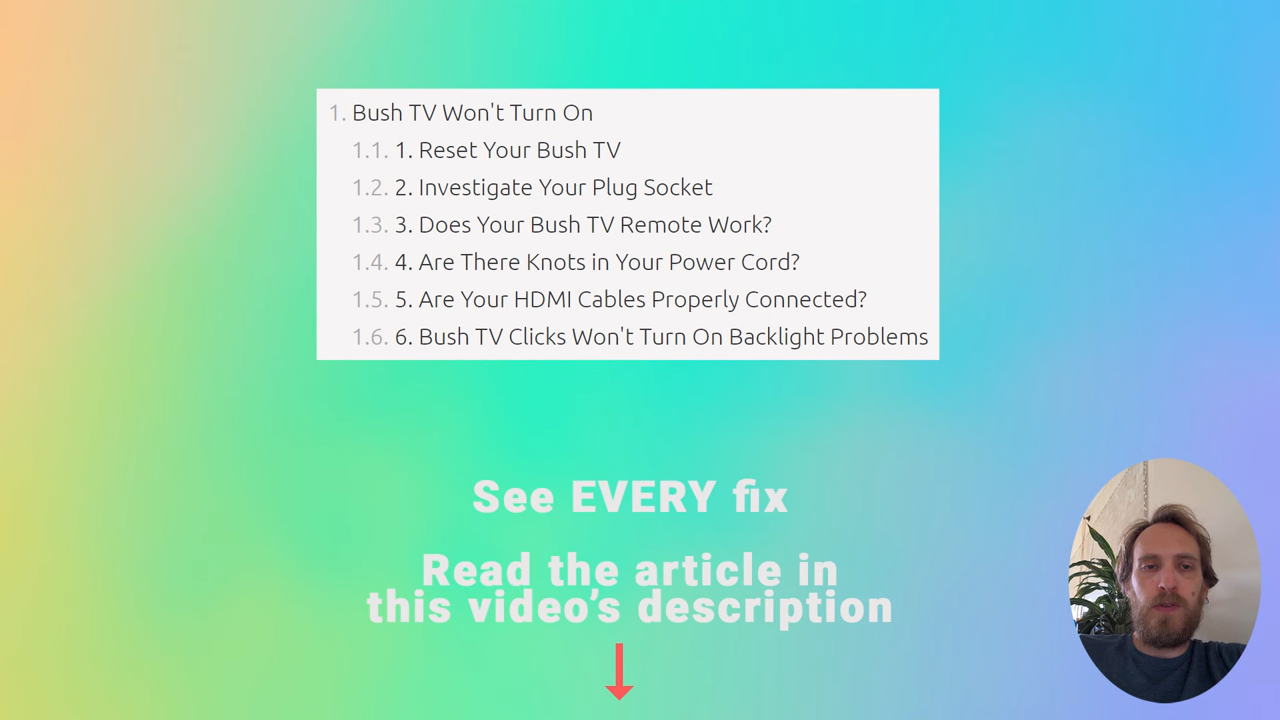 1. Bush TV Won't Turn On
1.1. 1. Reset Your Bush TV
1.2. 2. Investigate Your Plug Socket
1.3. 3. Does Your Bush TV Remote Work?
1.4. 4. Are There Knots in Your Power Cord?
1.5. 5. Are Your HDMI Cables Properly Connected?
1.6. 6. Bush TV Clicks Won't Turn On Backlight Problems
See EVERY fix
Read the article in
this video's description